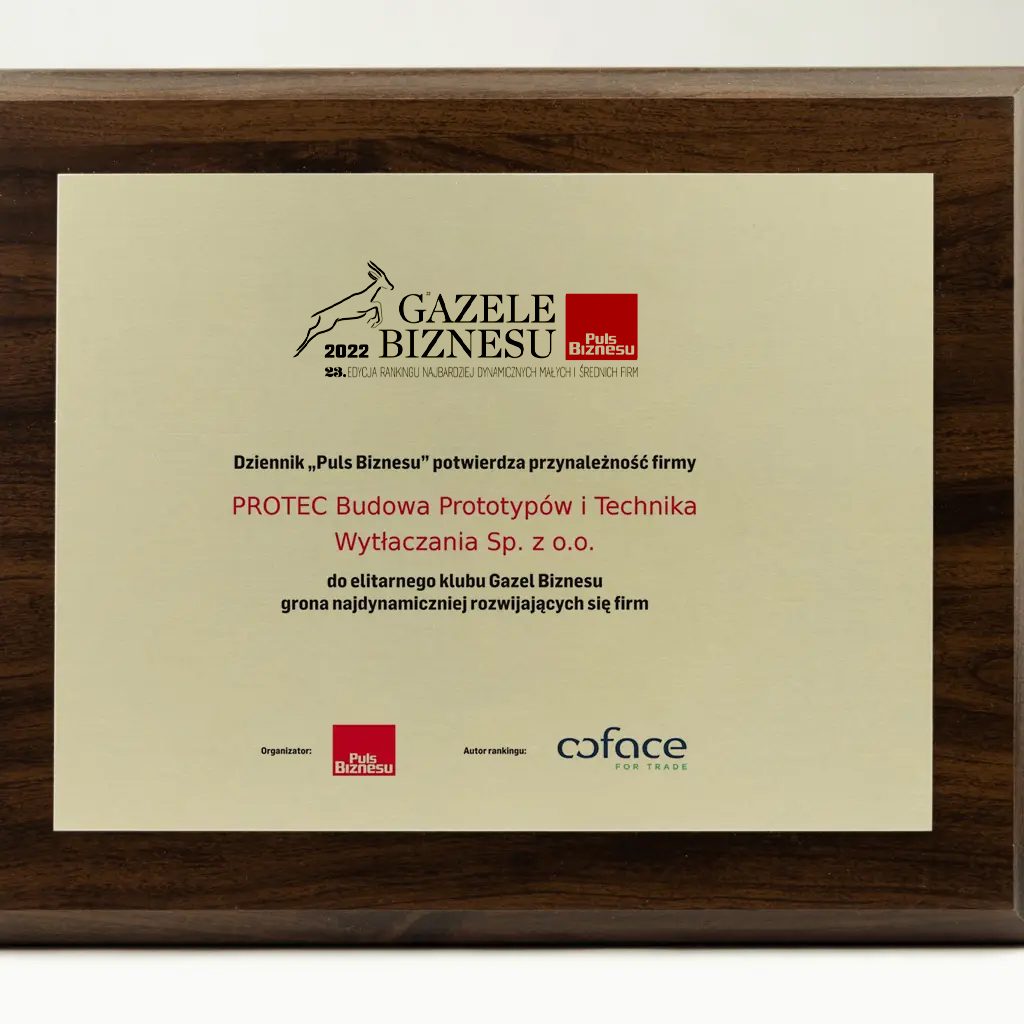 GAZELE
2022 BIZNESU
Puls
Biznesu
23. EDYCJA RANKINGU NAJBARDZIEJ DYNAMICZNYCH MAŁYCH I ŚREDNICH FIRM
Dziennik „Puls Biznesu” potwierdza przynależność firmy
PROTEC Budowa Prototypów i Technika
Wytłaczania Sp. z o.o.
do elitarnego klubu Gazel Biznesu
grona najdynamiczniej rozwijających się firm
Organizator:
Puls
Biznesu
Autor rankingu:
coface
FOR TRADE